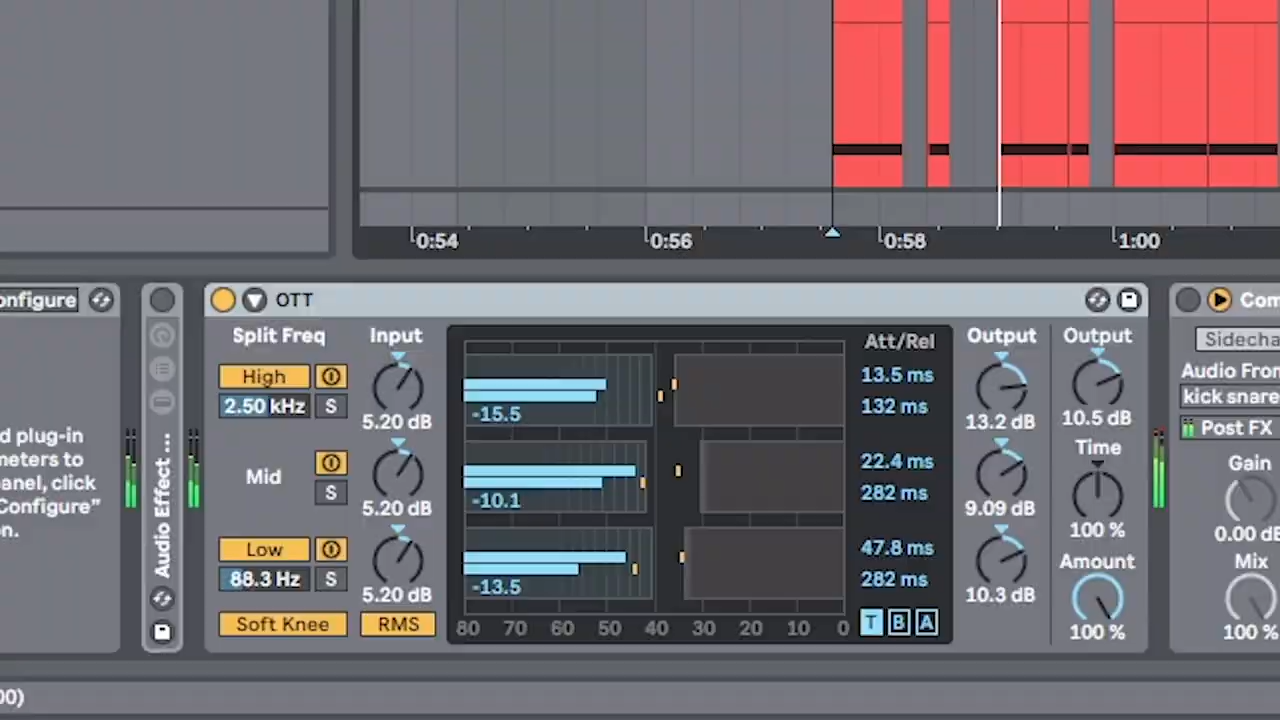 0:54
0:56
0:58
1:00
onfigure
d plug-in
meters to
anel, click
Configure"
n.
Audio Effect ...
OTT
Split Freq
Input
Att/Rel
Output
Output
High
2.50 kHz
S
5.20 dB
-15.5
13.5 ms
132 ms
13.2 dB
10.5 dB
Mid
S
5.20 dB
-10.1
22.4 ms
282 ms
9.09 dB
Time
100 %
Low
88.3 Hz
S
5.20 dB
-13.5
47.8 ms
282 ms
10.3 dB
Amount
100 %
Soft Knee
RMS
80 70 60 50 40 30 20 10 0
T B A
Com
Sidecha
Audio From
kick snare
Post FX
Gain
0.00 dB
Mix
100 %
00)